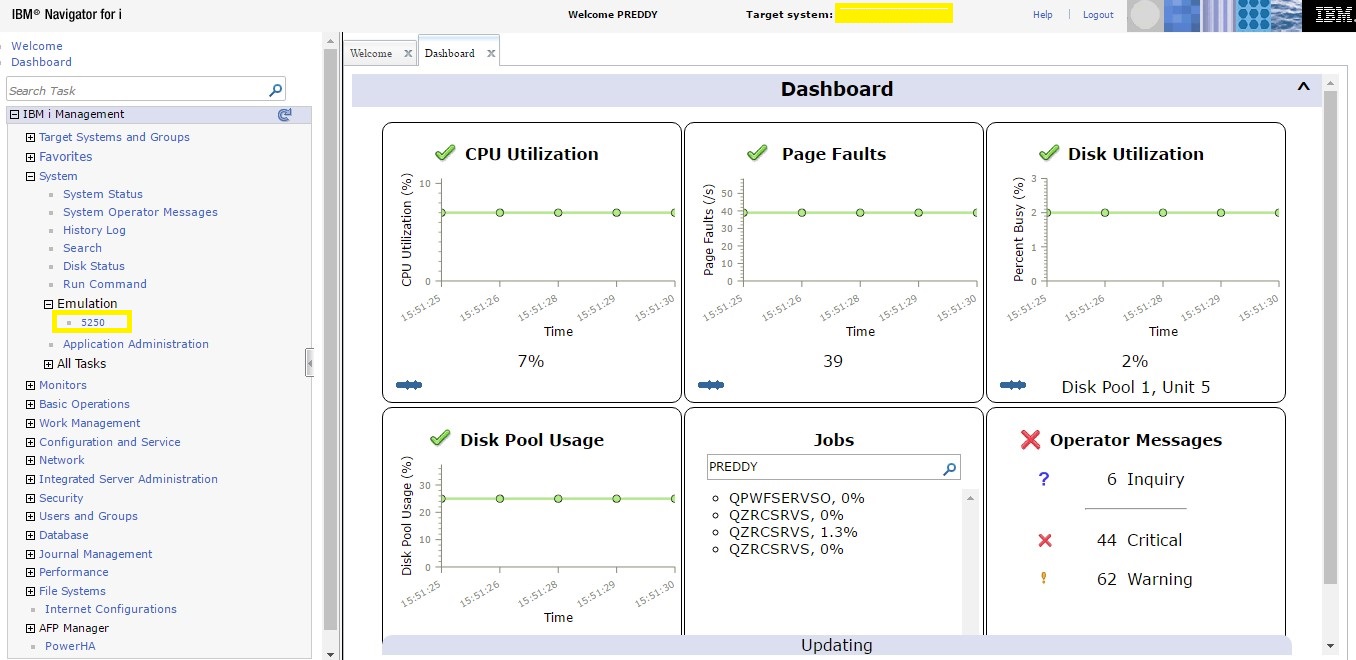 IBM® Navigator for i
Welcome PREDDY
Target system:
Help
Logout
IBM.
Welcome
Dashboard
Search Task
IBM i Management
Target Systems and Groups
Favorites
System
System Status
System Operator Messages
History Log
Search
Disk Status
Run Command
Emulation
5250
Application Administration
All Tasks
Monitors
Basic Operations
Work Management
Configuration and Service
Network
Integrated Server Administration
Security
Users and Groups
Database
Journal Management
Performance
File Systems
Internet Configurations
AFP Manager
PowerHA
Welcome
Dashboard
Dashboard
CPU Utilization
CPU Utilization (%)
10
0
15:51:25 15:51:26 15:51:28 15:51:29 15:51:30
Time
7%
Page Faults
Page Faults (/s)
50
40
30
20
10
0
15:51:25 15:51:26 15:51:28 15:51:29 15:51:30
Time
39
Disk Utilization
Percent Busy (%)
3
2
1
0
15:51:25 15:51:26 15:51:28 15:51:29 15:51:30
Time
2%
Disk Pool 1, Unit 5
Disk Pool Usage
Disk Pool Usage (%)
30
20
10
0
15:51:25 15:51:26 15:51:28 15:51:29 15:51:30
Time
Jobs
PREDDY
QPWFSERVSO, 0%
QZRCSRVS, 0%
QZRCSRVS, 1.3%
QZRCSRVS, 0%
Operator Messages
? 6 Inquiry
44 Critical
! 62 Warning
Updating